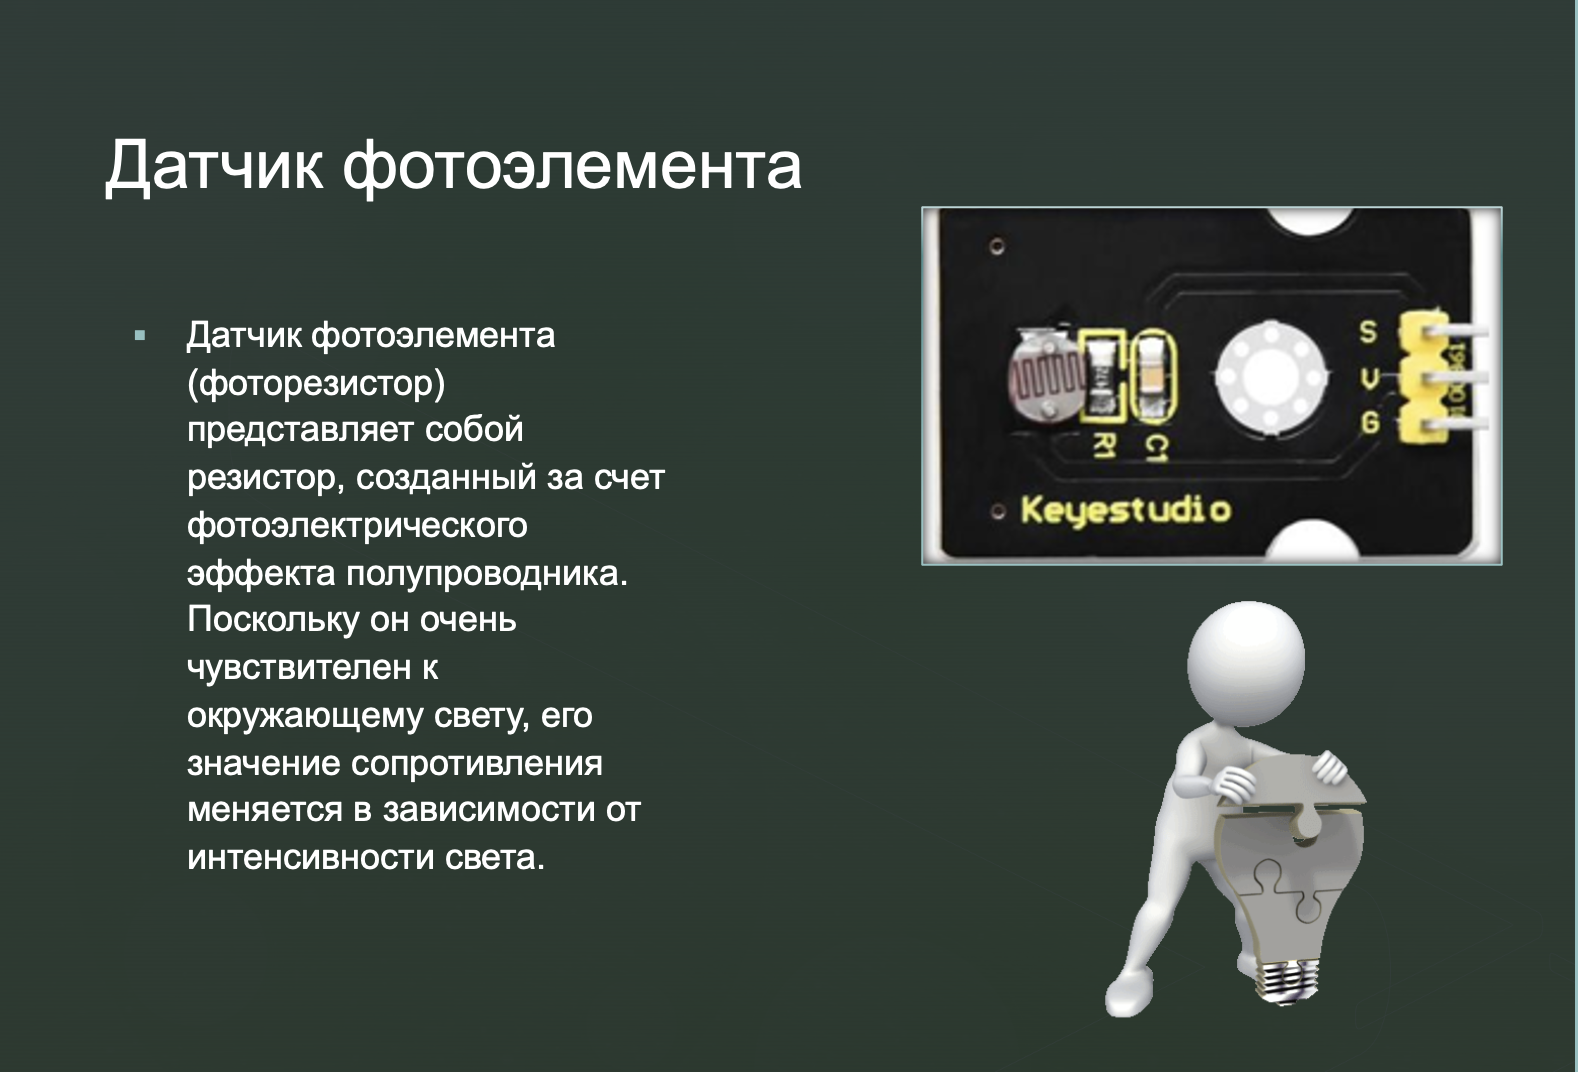 Датчик фотоэлемента
Датчик фотоэлемента
(фоторезистор)
представляет собой
резистор, созданный за счет
фотоэлектрического
эффекта полупроводника.
Поскольку он очень
чувствителен к
окружающему свету, его
значение сопротивления
меняется в зависимости от
интенсивности света.
S
V
G
R1
C1
Keyestudio